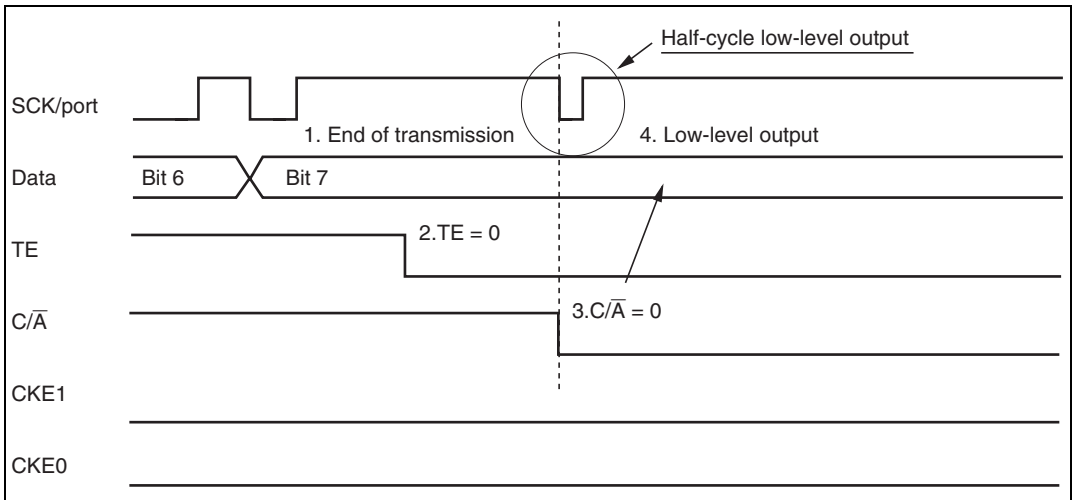 Half-cycle low-level output
SCK/port
1. End of transmission
4. Low-level output
Data
Bit 6
Bit 7
TE
2.TE = 0
C/A̅
3.C/A̅ = 0
CKE1
CKE0